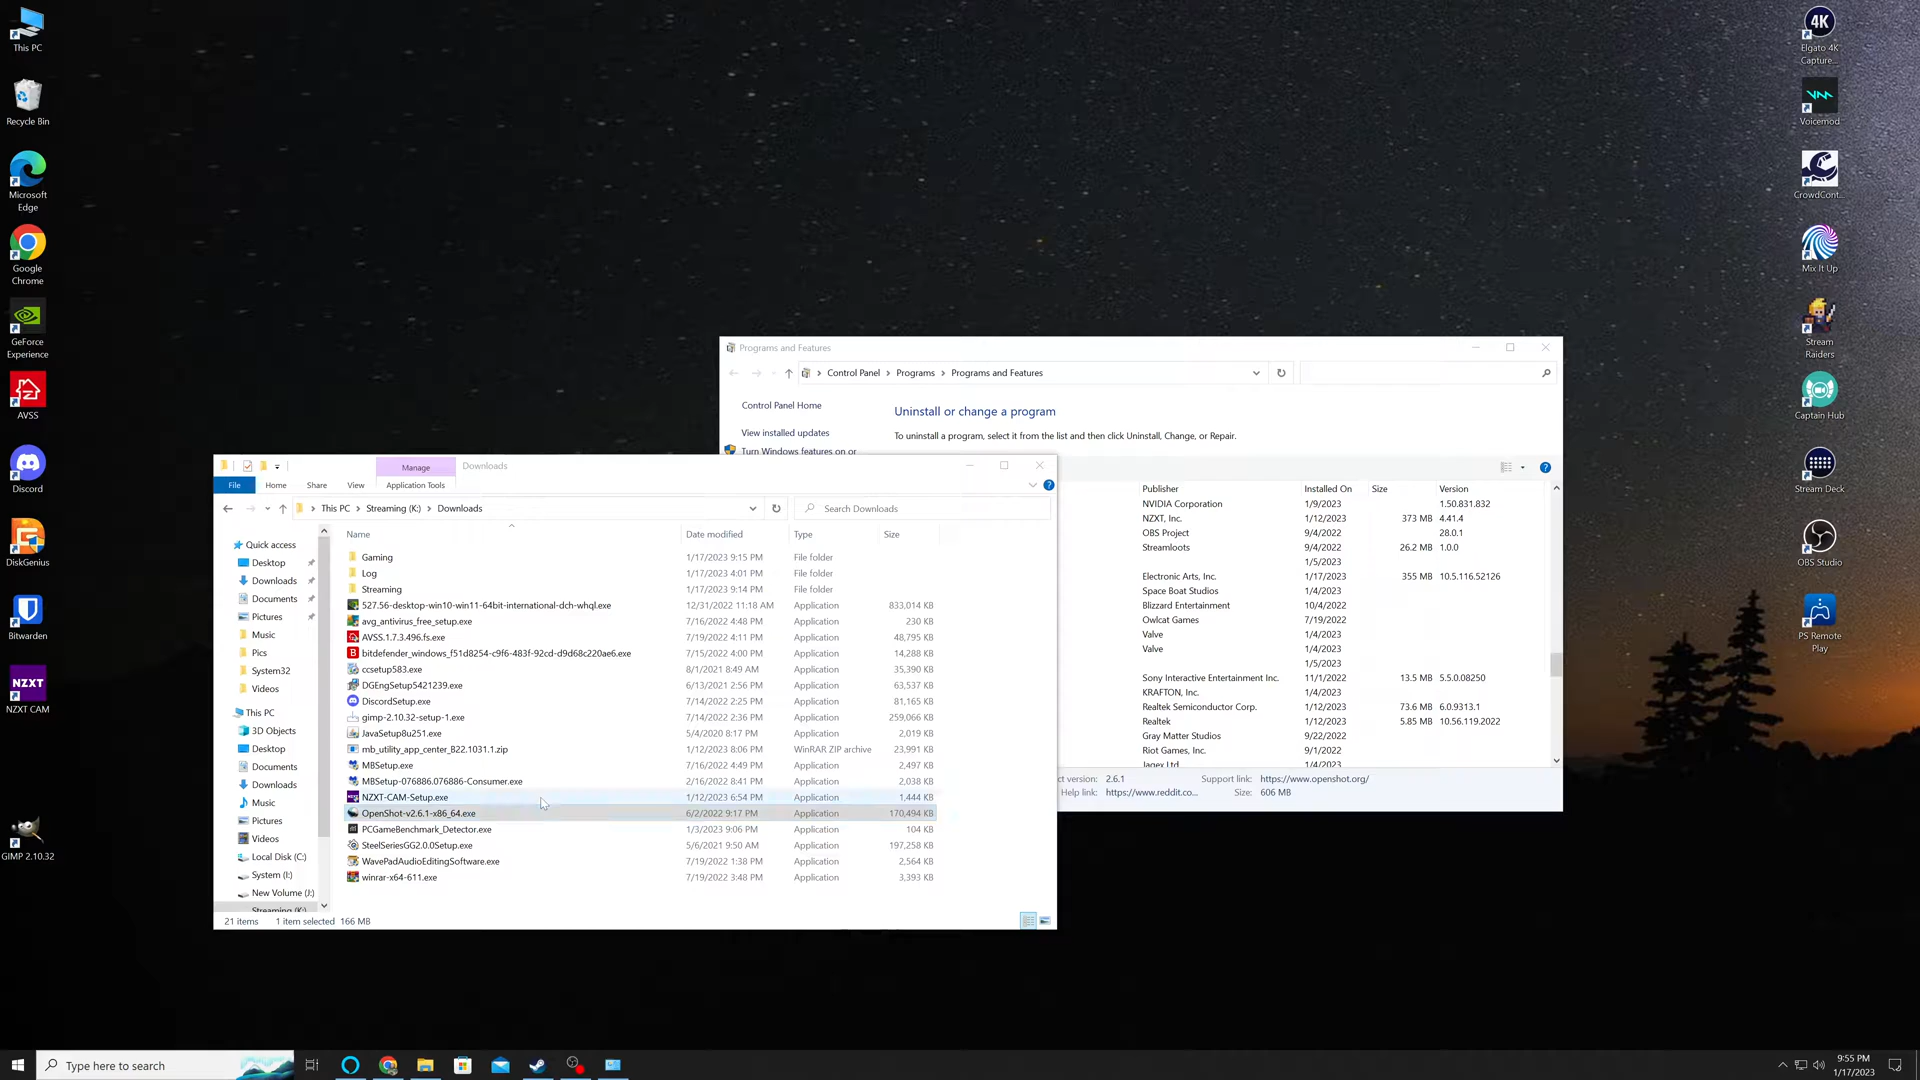 This PC
Recycle Bin
Microsoft
Edge
Google
Chrome
GeForce
Experience
AVSS
Discord
DiskGenius
Bitwarden
NZXT
NZXT CAM
GIMP 2.10.32
4K
Elgato 4K
Capture...
Voicemod
CrowdCont...
Mix It Up
Stream
Raiders
Captain Hub
Stream Deck
OBS Studio
PS Remote
Play
Programs and Features
Control Panel
Programs
Programs and Features
Control Panel Home
View installed updates
Turn Windows features on or
Uninstall or change a program
To uninstall a program, select it from the list and then click Uninstall, Change, or Repair.
Publisher Installed On Size Version
NVIDIA Corporation 1/9/2023 1.50.831.832
NZXT, Inc. 1/12/2023 373 MB 4.41.4
OBS Project 9/4/2022 28.0.1
Streamloots 9/4/2022 26.2 MB 1.0.0
1/5/2023
Electronic Arts, Inc. 1/17/2023 355 MB 10.5.116.52126
Space Boat Studios 1/4/2023
Blizzard Entertainment 10/4/2022
Owlcat Games 7/19/2022
Valve 1/4/2023
Valve 1/4/2023
1/5/2023
Sony Interactive Entertainment Inc. 11/1/2022 13.5 MB 5.5.0.08250
KRAFTON, Inc. 1/4/2023
Realtek Semiconductor Corp. 1/12/2023 73.6 MB 6.0.9313.1
Realtek 1/12/2023 5.85 MB 10.56.119.2022
Gray Matter Studios 9/22/2022
Riot Games, Inc. 9/1/2022
Jagex Ltd 1/4/2023
ct version: 2.6.1 Support link: https://www.openshot.org/
Help link: https://www.reddit.co... Size: 606 MB
Manage Downloads
File Home Share View Application Tools
This PC Streaming (K:) Downloads
Search Downloads
Quick access
Desktop
Downloads
Documents
Pictures
Music
Pics
System32
Videos
This PC
3D Objects
Desktop
Documents
Downloads
Music
Pictures
Videos
Local Disk (C:)
System (I:)
New Volume (J:)
Streaming (K:)
Name Date modified Type Size
Gaming 1/17/2023 9:15 PM File folder
Log 1/17/2023 4:01 PM File folder
Streaming 1/17/2023 9:14 PM File folder
527.56-desktop-win10-win11-64bit-international-dch-whql.exe 12/31/2022 11:18 AM Application 833,014 KB
avg_antivirus_free_setup.exe 7/16/2022 4:48 PM Application 230 KB
AVSS.1.7.3.496.fs.exe 7/19/2022 4:11 PM Application 48,795 KB
bitdefender_windows_f51d8254-c9f6-483f-92cd-d9d68c220ae6.exe 7/15/2022 4:00 PM Application 14,288 KB
ccsetup583.exe 8/1/2021 8:49 AM Application 35,390 KB
DGEngSetup5421239.exe 6/13/2021 2:56 PM Application 63,537 KB
DiscordSetup.exe 7/14/2022 2:25 PM Application 81,165 KB
gimp-2.10.32-setup-1.exe 7/14/2022 2:36 PM Application 259,066 KB
JavaSetup8u251.exe 5/4/2020 8:17 PM Application 2,019 KB
mb_utility_app_center_B22.1031.1.zip 1/12/2023 8:06 PM WinRAR ZIP archive 23,991 KB
MBSetup.exe 7/16/2022 4:49 PM Application 2,497 KB
MBSetup-076886.076886-Consumer.exe 2/16/2022 8:41 PM Application 2,038 KB
NZXT-CAM-Setup.exe 1/12/2023 6:54 PM Application 1,444 KB
OpenShot-v2.6.1-x86_64.exe 6/2/2022 9:17 PM Application 170,494 KB
PCGameBenchmark_Detector.exe 1/3/2023 9:06 PM Application 104 KB
SteelSeriesGG2.0.0Setup.exe 5/6/2021 9:50 AM Application 197,258 KB
WavePadAudioEditingSoftware.exe 7/19/2022 1:38 PM Application 2,564 KB
winrar-x64-611.exe 7/19/2022 3:48 PM Application 3,393 KB
21 items 1 item selected 166 MB
Type here to search
9:55 PM
1/17/2023